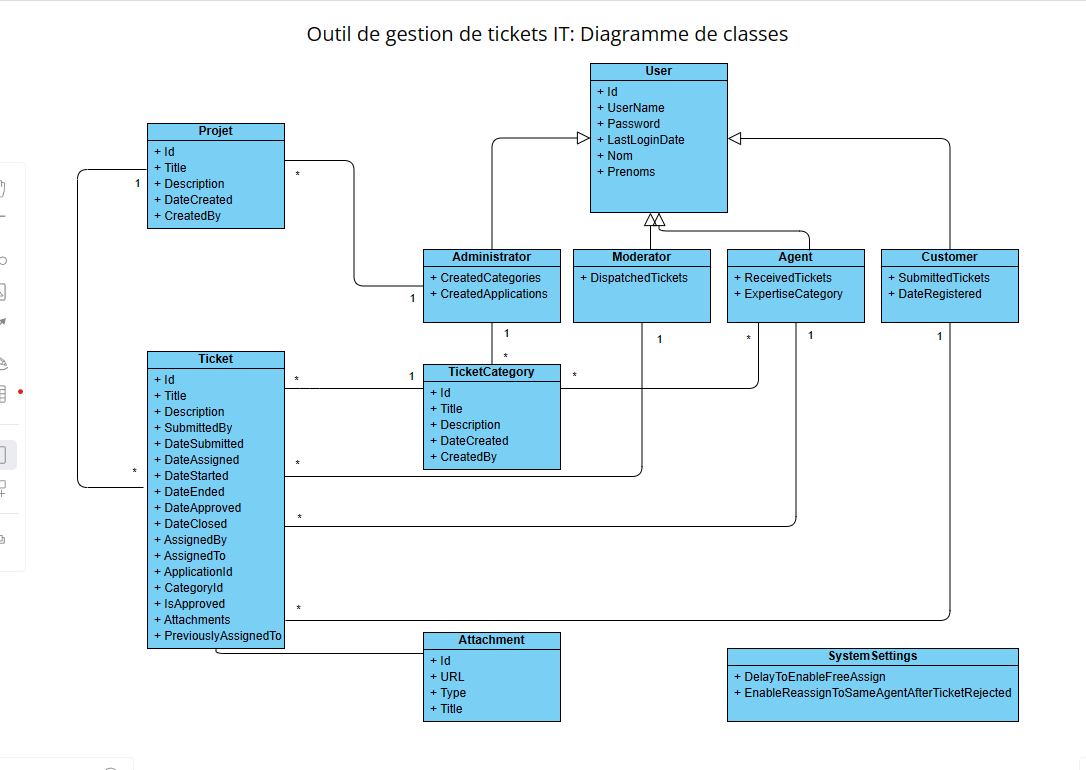 Outil de gestion de tickets IT: Diagramme de classes
User
+ Id
+ UserName
+ Password
+ LastLoginDate
+ Nom
+ Prenoms
Projet
+ Id
+ Title
+ Description
+ DateCreated
+ CreatedBy
1
*
Administrator
+ CreatedCategories
+ CreatedApplications
1
1
Moderator
+ DispatchedTickets
1
Agent
+ ReceivedTickets
+ ExpertiseCategory
*
1
Customer
+ SubmittedTickets
+ DateRegistered
1
Ticket
+ Id
+ Title
+ Description
+ SubmittedBy
+ DateSubmitted
+ DateAssigned
+ DateStarted
+ DateEnded
+ DateApproved
+ DateClosed
+ AssignedBy
+ AssignedTo
+ ApplicationId
+ CategoryId
+ IsApproved
+ Attachments
+ PreviouslyAssignedTo
*
*
*
*
*
*
1
*
TicketCategory
+ Id
+ Title
+ Description
+ DateCreated
+ CreatedBy
Attachment
+ Id
+ URL
+ Type
+ Title
SystemSettings
+ DelayToEnableFreeAssign
+ EnableReassignToSameAgentAfterTicketRejected